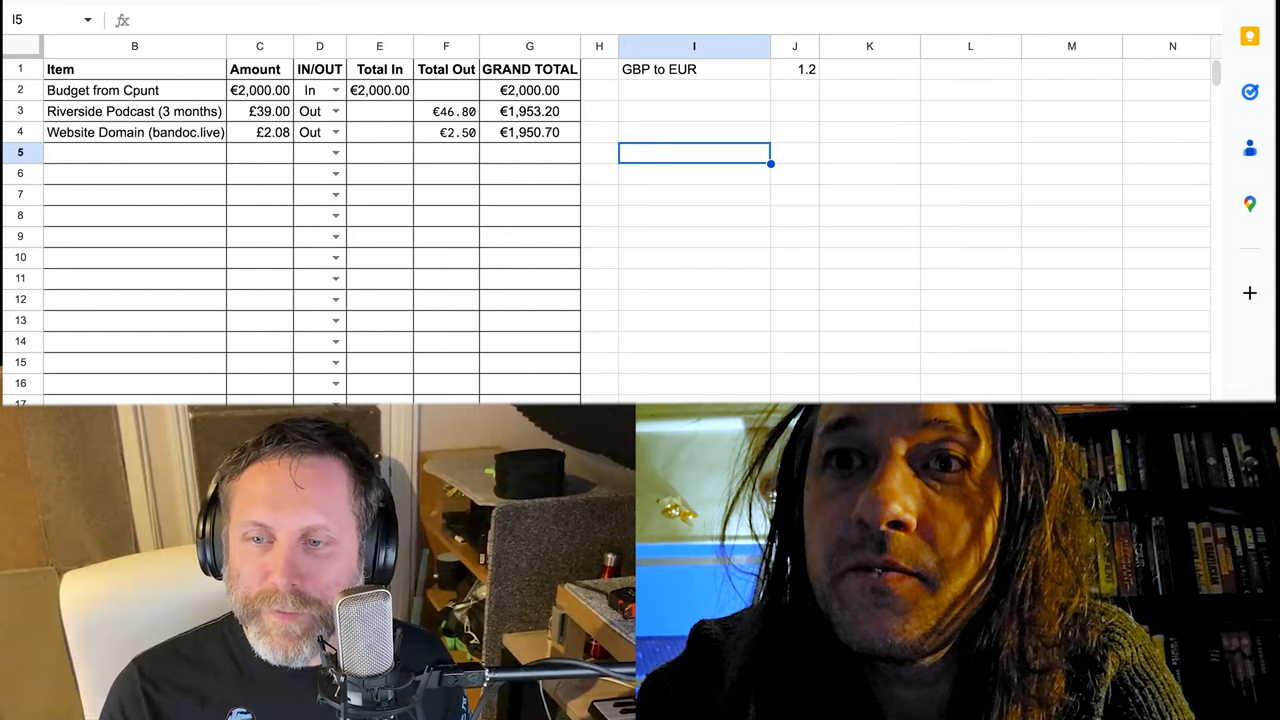 I5 fx
B C D E F G H I J K L M N
1 Item Amount IN/OUT Total In Total Out GRAND TOTAL GBP to EUR 1.2
2 Budget from Cpunt €2,000.00 In €2,000.00 €2,000.00
3 Riverside Podcast (3 months) £39.00 Out €46.80 €1,953.20
4 Website Domain (bandoc.live) £2.08 Out €2.50 €1,950.70
5
6
7
8
9
10
11
12
13
14
15
16
17